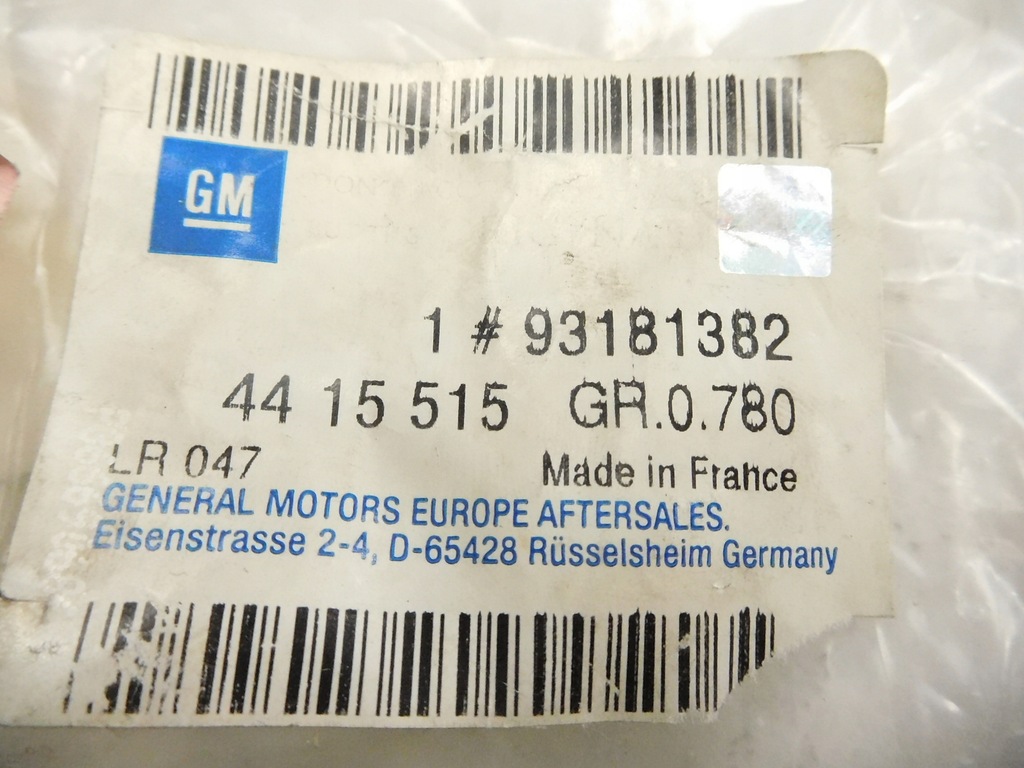 GM
1 # 93181382
44 15 515 GR.0.780
LR 047 Made in France
GENERAL MOTORS EUROPE AFTERSALES.
Eisenstrasse 2-4, D-65428 Rüsselsheim Germany